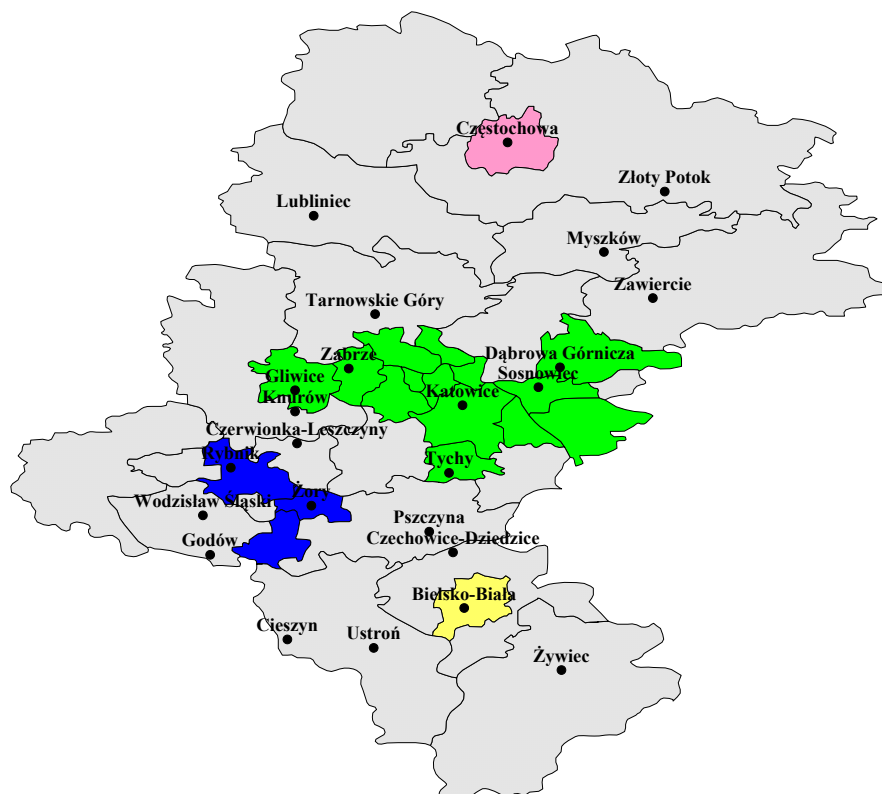 Częstochowa
Złoty Potok
Lubliniec
Myszków
Zawiercie
Tarnowskie Góry
Zabrze
Dąbrowa Górnicza
Gliwice
Sosnowiec
Knurów
Katowice
Czerwionka-Leszczyny
Rybnik
Tychy
Wodzisław Śląski
Żory
Pszczyna
Godów
Czechowice-Dziedzice
Bielsko-Biała
Cieszyn
Ustroń
Żywiec